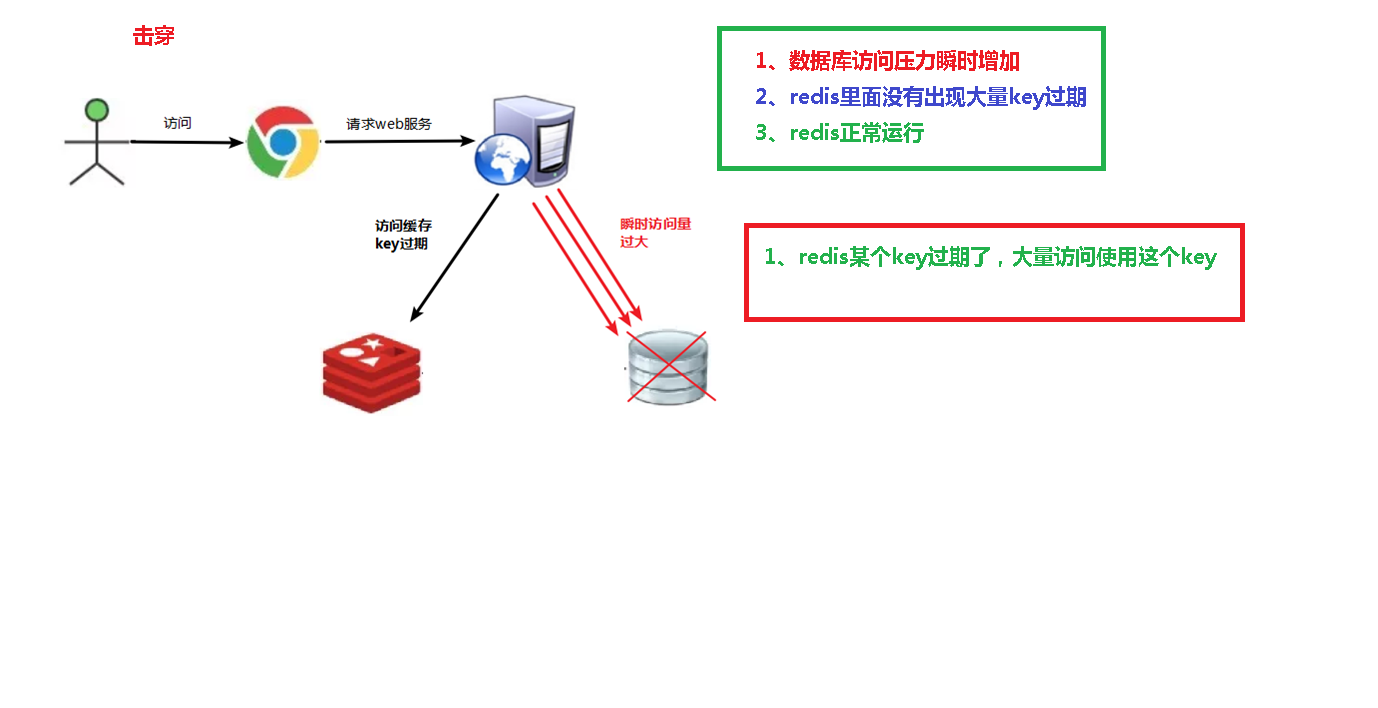 击穿
1、数据库访问压力瞬时增加
2、redis里面没有出现大量key过期
3、redis正常运行
访问
请求web服务
访问缓存
key过期
瞬时访问量
过大
1、redis某个key过期了，大量访问使用这个key